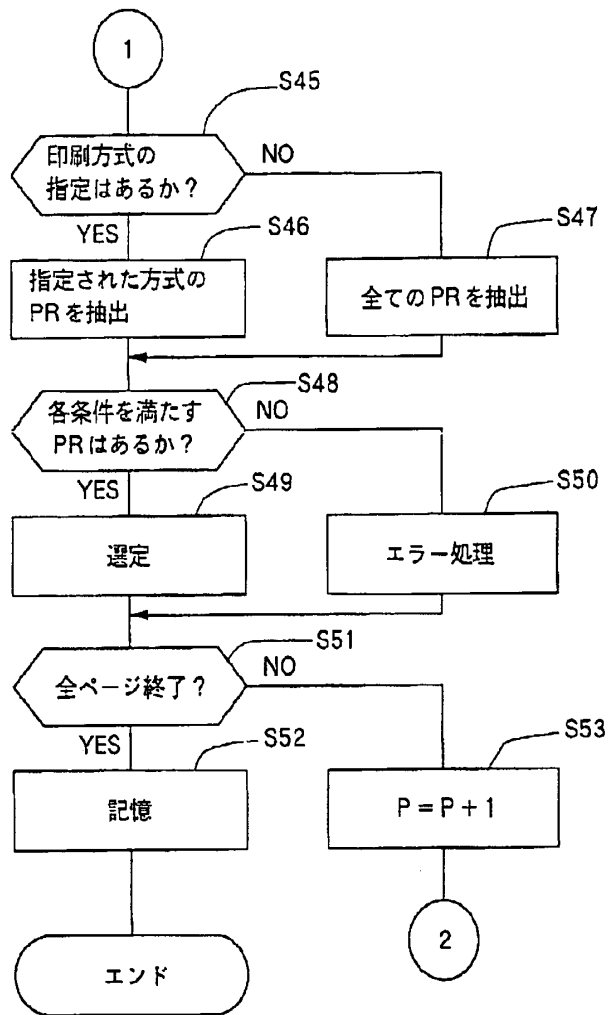 1
S45
印刷方式の
指定はあるか?
NO
YES
S46
S47
指定された方式の
PRを抽出
全てのPRを抽出
S48
各条件を満たす
PRはあるか?
NO
YES
S49
S50
選定
エラー処理
S51
全ページ終了?
NO
YES
S52
S53
記憶
P=P+1
2
エンド